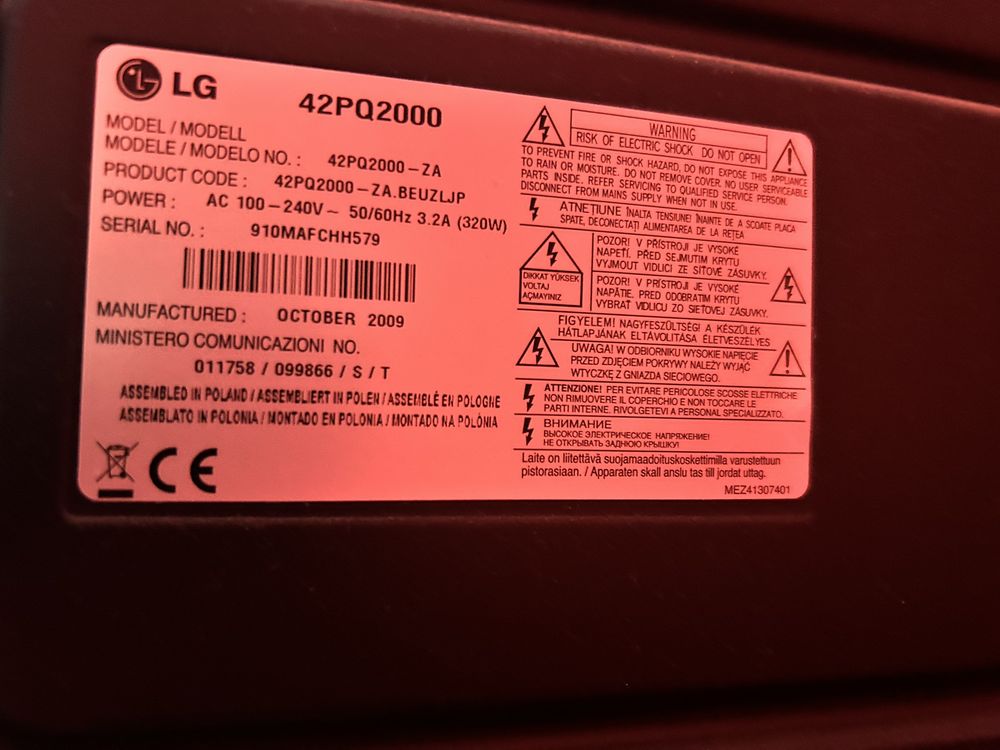 LG
42PQ2000
MODEL / MODELL
MODELE / MODELO NO. : 42PQ2000-ZA
PRODUCT CODE : 42PQ2000-ZA.BEUZLJP
POWER : AC 100-240V~ 50/60Hz 3.2A (320W)
SERIAL NO. : 910MAFCHH579
MANUFACTURED : OCTOBER 2009
MINISTERO COMUNICAZIONI NO.
011758 / 099866 / S / T
ASSEMBLED IN POLAND / ASSEMBLIERT IN POLEN / ASSEMBLÉ EN POLOGNE
ASSEMBLATO IN POLONIA / MONTADO EN POLONIA / MONTADO NA POLÓNIA
CE
WARNING
RISK OF ELECTRIC SHOCK DO NOT OPEN
TO PREVENT FIRE OR SHOCK HAZARD, DO NOT EXPOSE THIS APPLIANCE
TO RAIN OR MOISTURE. DO NOT REMOVE COVER. NO USER SERVICEABLE
PARTS INSIDE. REFER SERVICING TO QUALIFIED SERVICE PERSON.
DISCONNECT FROM MAINS SUPPLY WHEN NOT IN USE.
ATNEŢIUNE ÎNALTA TENSIUNE! ÎNAINTE DE A SCOATE PLACA
SPATE, DECONECTAŢI ALIMENTAREA DE LA REŢEA
DIKKAT YÜKSEK
VOLTAJ
AÇMAYINIZ
POZOR! V PŘÍSTROJI JE VYSOKÉ
NAPETÍ. PŘED SEJMUTIM KRYTU
VYJMOUT VIDLICI ZE SÍŤOVÉ ZÁSUVKY.
POZOR! V PRÍSTROJI JE VYSOKÉ
NAPÄTIE. PRED ODOBRATIM KRYTU
VYBRAŤ VIDLICU ZO SIEŤOVEJ ZÁSUVKY.
FIGYELEM! NAGYFESZÜLTSÉG! A KÉSZÜLÉK
HÁTLAPJÁNAK ELTÁVOLÍTÁSA ÉLETVESZÉLYES
UWAGA! W ODBIORNIKU WYSOKIE NAPIĘCIE
PRZED ZDJĘCIEM POKRYWY NALEŻY WYJĄĆ
WTYCZKĘ Z GNIAZDA SIECIOWEGO.
ATTENZIONE! PER EVITARE PERICOLOSE SCOSSE ELETTRICHE
NON RIMUOVERE IL COPERCHIO E NON TOCCARE LE
PARTI INTERNE. RIVOLGETEVI A PERSONAL SPECIALIZZATO.
ВНИМАНИЕ
ВЫСОКОЕ ЭЛЕКТРИЧЕСКОЕ НАПРЯЖЕНИЕ!
НЕ ОТКРЫВАТЬ ЗАДНЮЮ КРЫШКУ!
Laite on liitettävä suojamaadoituskoskettimilla varustettuun
pistorasiaan. / Apparaten skall anslu tas till jordat uttag.
MEZ41307401